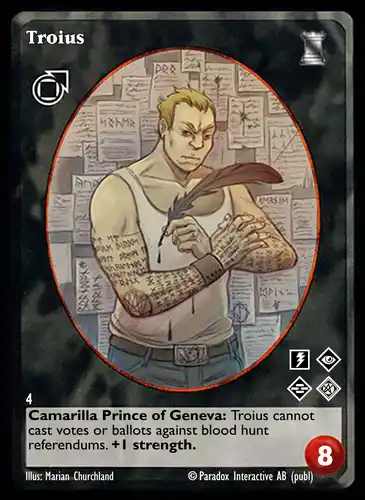 Troius
4
Camarilla Prince of Geneva: Troius cannot
cast votes or ballots against blood hunt
referendums. +1 strength.
8
Illus: Marian Churchland
© Paradox Interactive AB (publ)